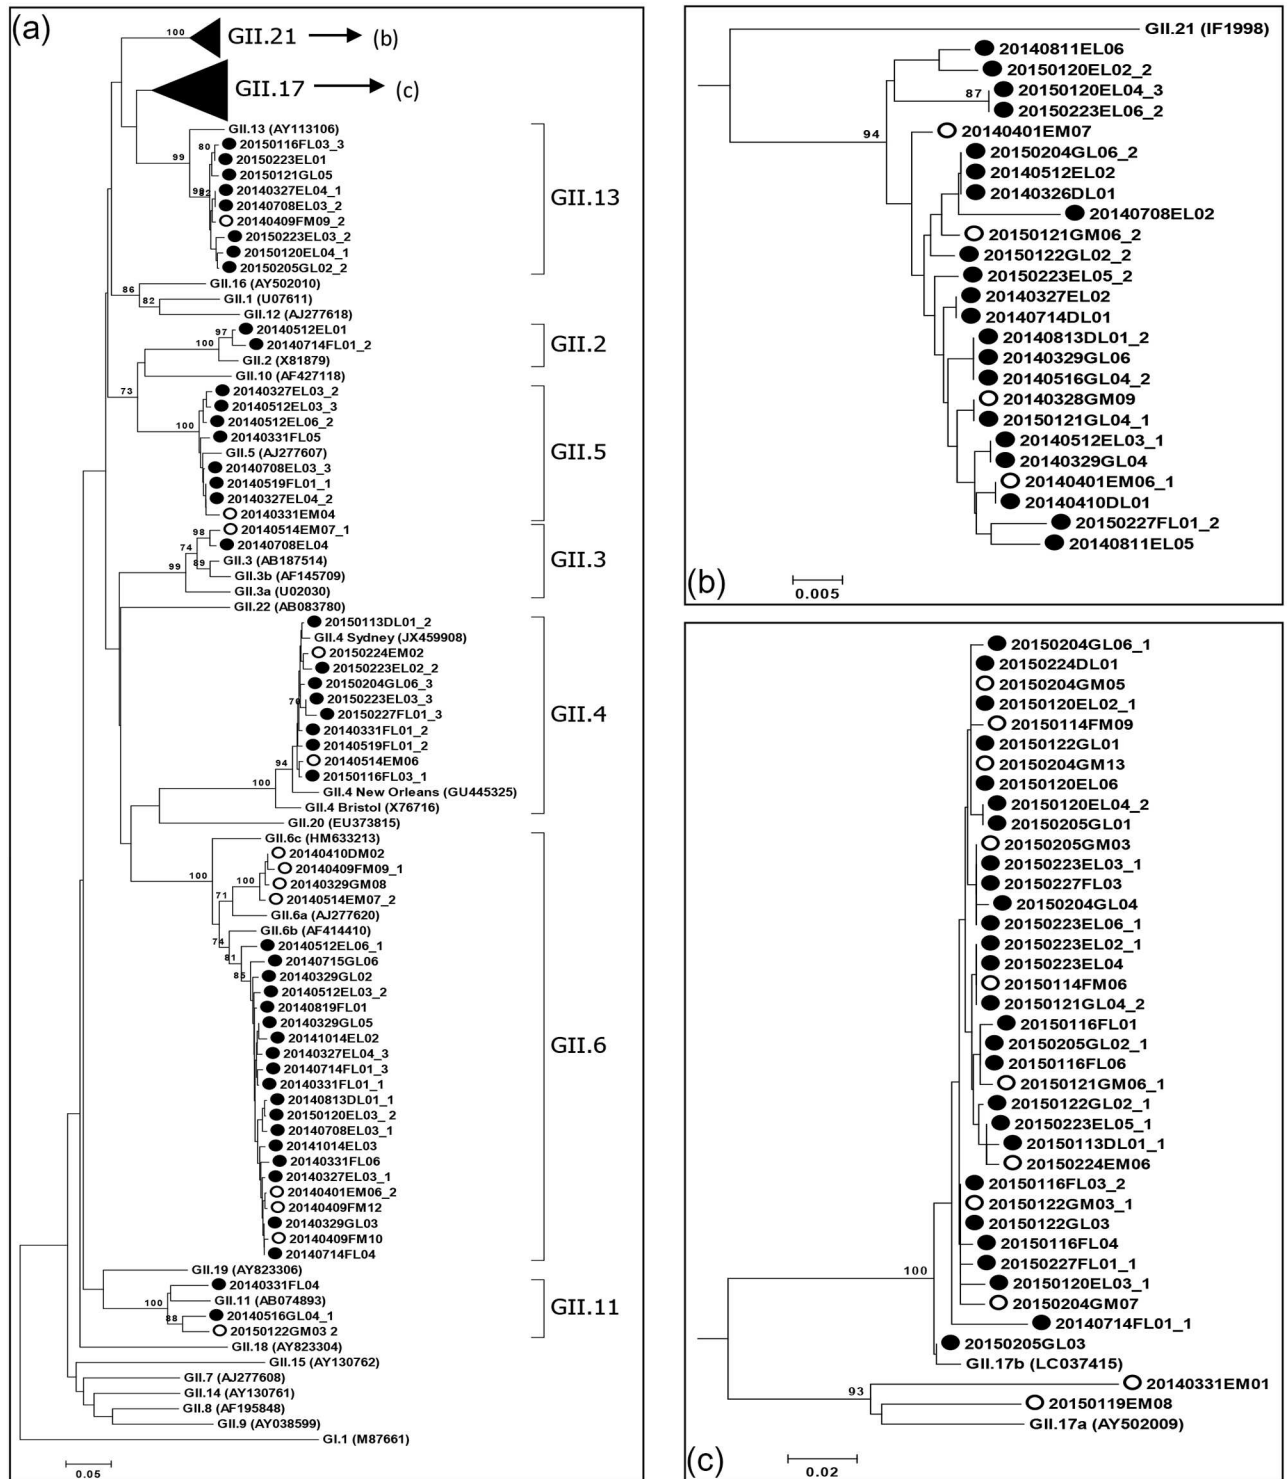 (a)
100
GII.21
(b)
GII.17
(c)
GII.13 (AY113106)
80
20150116FL03_3
20150223EL01
99
20150121GL05
20140327EL04_1
20140708EL03_2
20140409FM09_2
GII.13
20150223EL03_2
20150120EL04_1
20150205GL02_2
GII.16 (AY502010)
86
GII.1 (U07611)
82
GII.12 (AJ277618)
97
20140512EL01
100
20140714FL01_2
GII.2
GII.2 (X81879)
GII.10 (AF427118)
73
20140327EL03_2
20140512EL03_3
20140512EL06_2
100
20140331FL05
GII.5 (AJ277607)
GII.5
20140708EL03_3
20140519FL01_1
20140327EL04_2
20140331EM04
98
20140514EM07_1
74
20140708EL04
GII.3 (AB187514)
GII.3
89
99
GII.3b (AF145709)
GII.3a (U02030)
GII.22 (AB083780)
20150113DL01_2
GII.4 Sydney (JX459908)
20150224EM02
20150223EL02_2
20150204GL06_3
20150223EL03_3
20150227FL01_3
GII.4
20140331FL01_2
20140519FL01_2
94
20140514EM06
20150116FL03_1
100
GII.4 New Orleans (GU445325)
GII.4 Bristol (X76716)
GII.20 (EU373815)
GII.6c (HM633213)
20140410DM02
20140409FM09_1
100
100
20140329GM08
71
20140514EM07_2
GII.6a (AJ277620)
GII.6b (AF414410)
74
20140512EL06_1
81
20140715GL06
85
20140329GL02
20140512EL03_2
20140819FL01
20140329GL05
20141014EL02
GII.6
20140327EL04_3
20140714FL01_3
20140331FL01_1
20140813DL01_1
20150120EL03_2
20140708EL03_1
20141014EL03
20140331FL06
20140327EL03_1
20140401EM06_2
20140409FM12
20140329GL03
20140409FM10
20140714FL04
GII.19 (AY823306)
20140331FL04
100
GII.11 (AB074893)
GII.11
88
20140516GL04_1
20150122GM03 2
GII.18 (AY823304)
GII.15 (AY130762)
GII.7 (AJ277608)
GII.14 (AY130761)
GII.8 (AF195848)
GII.9 (AY038599)
GI.1 (M87661)
0.05
GII.21 (IF1998)
20140811EL06
20150120EL02_2
87
20150120EL04_3
20150223EL06_2
94
20140401EM07
20150204GL06_2
20140512EL02
20140326DL01
20140708EL02
20150121GM06_2
20150122GL02_2
20150223EL05_2
20140327EL02
20140714DL01
20140813DL01_2
20140329GL06
20140516GL04_2
20140328GM09
20150121GL04_1
20140512EL03_1
20140329GL04
20140401EM06_1
20140410DL01
20150227FL01_2
20140811EL05
(b)
0.005
20150204GL06_1
20150224DL01
20150204GM05
20150120EL02_1
20150114FM09
20150122GL01
20150204GM13
20150120EL06
20150120EL04_2
20150205GL01
20150205GM03
20150223EL03_1
20150227FL03
20150204GL04
20150223EL06_1
20150223EL02_1
20150223EL04
20150114FM06
20150121GL04_2
20150116FL01
20150205GL02_1
20150116FL06
20150121GM06_1
20150122GL02_1
20150223EL05_1
20150113DL01_1
20150224EM06
20150116FL03_2
20150122GM03_1
20150122GL03
20150116FL04
20150227FL01_1
100
20150120EL03_1
20150204GM07
20140714FL01_1
20150205GL03
GII.17b (LC037415)
20140331EM01
93
20150119EM08
GII.17a (AY502009)
(c)
0.02